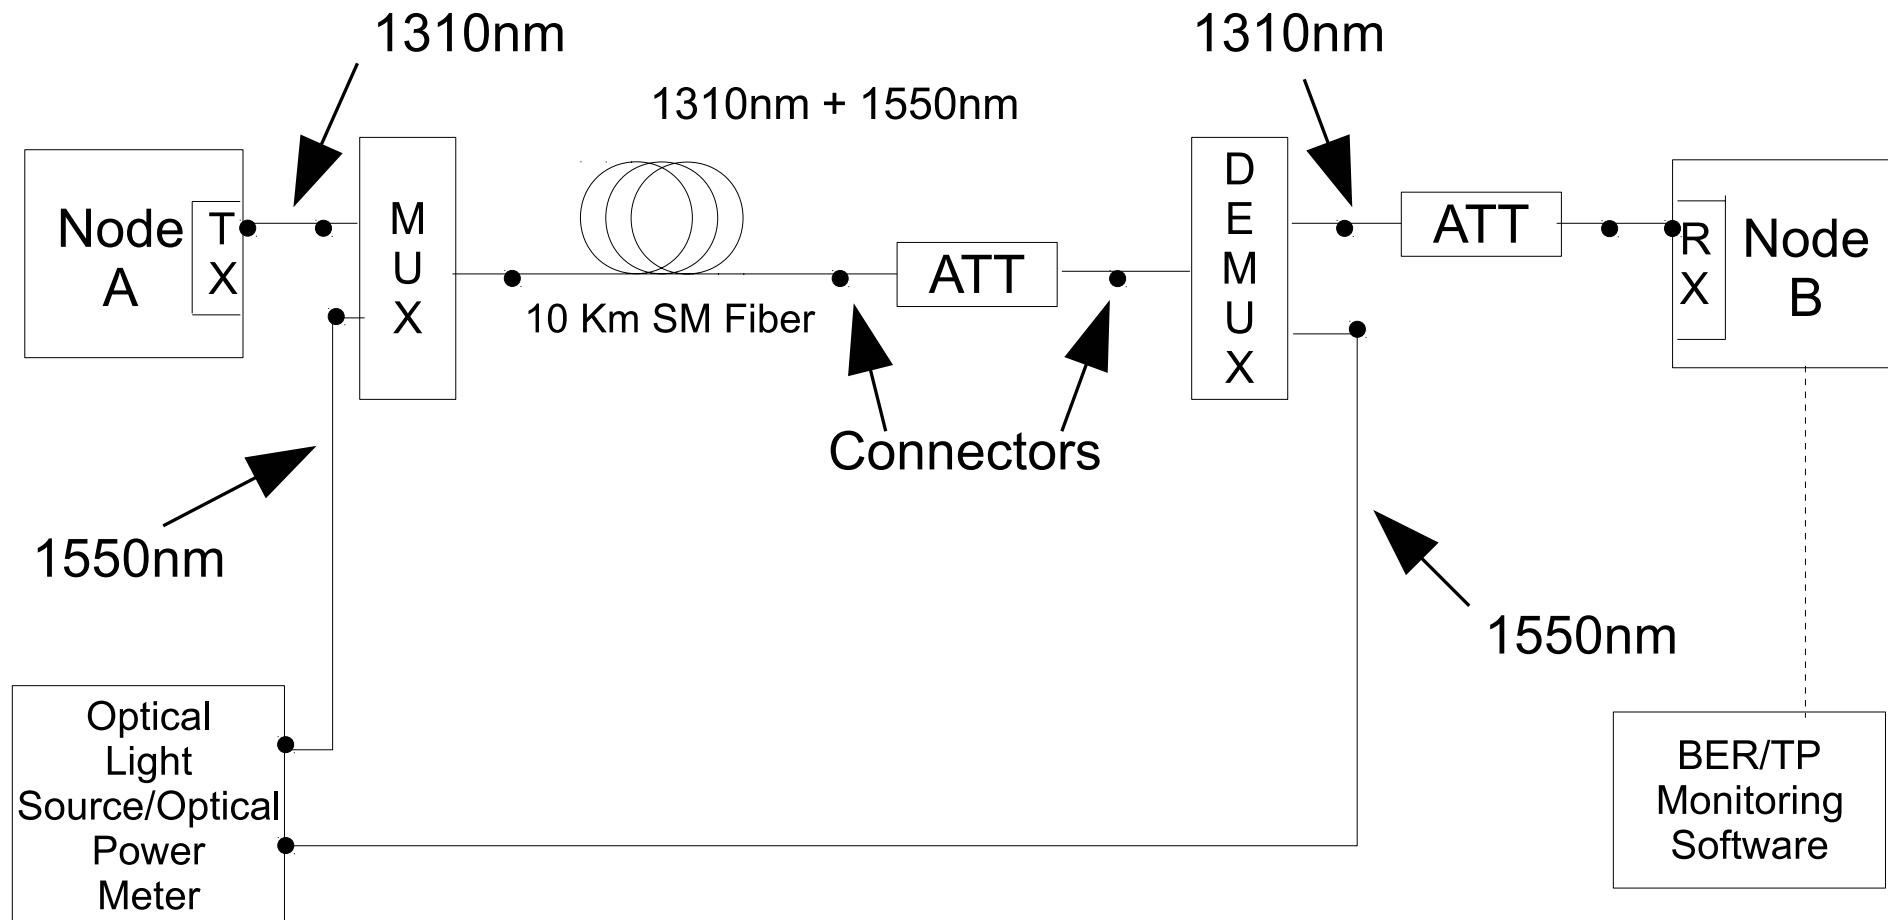 1310nm
1310nm
1310nm + 1550nm
Node
A
T
X
M
U
X
10 Km SM Fiber
ATT
D
E
M
U
X
ATT
R
X
Node
B
Connectors
1550nm
1550nm
Optical
Light
Source/Optical
Power
Meter
BER/TP
Monitoring
Software